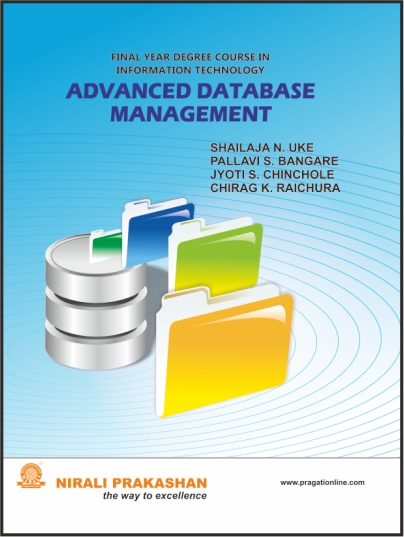 FINAL YEAR DEGREE COURSE IN
INFORMATION TECHNOLOGY
ADVANCED DATABASE
MANAGEMENT
SHAILAJA N. UKE
PALLAVI S. BANGARE
JYOTI S. CHINCHOLE
CHIRAG K. RAICHURA
NIRALI PRAKASHAN
the way to excellence
www.pragationline.com